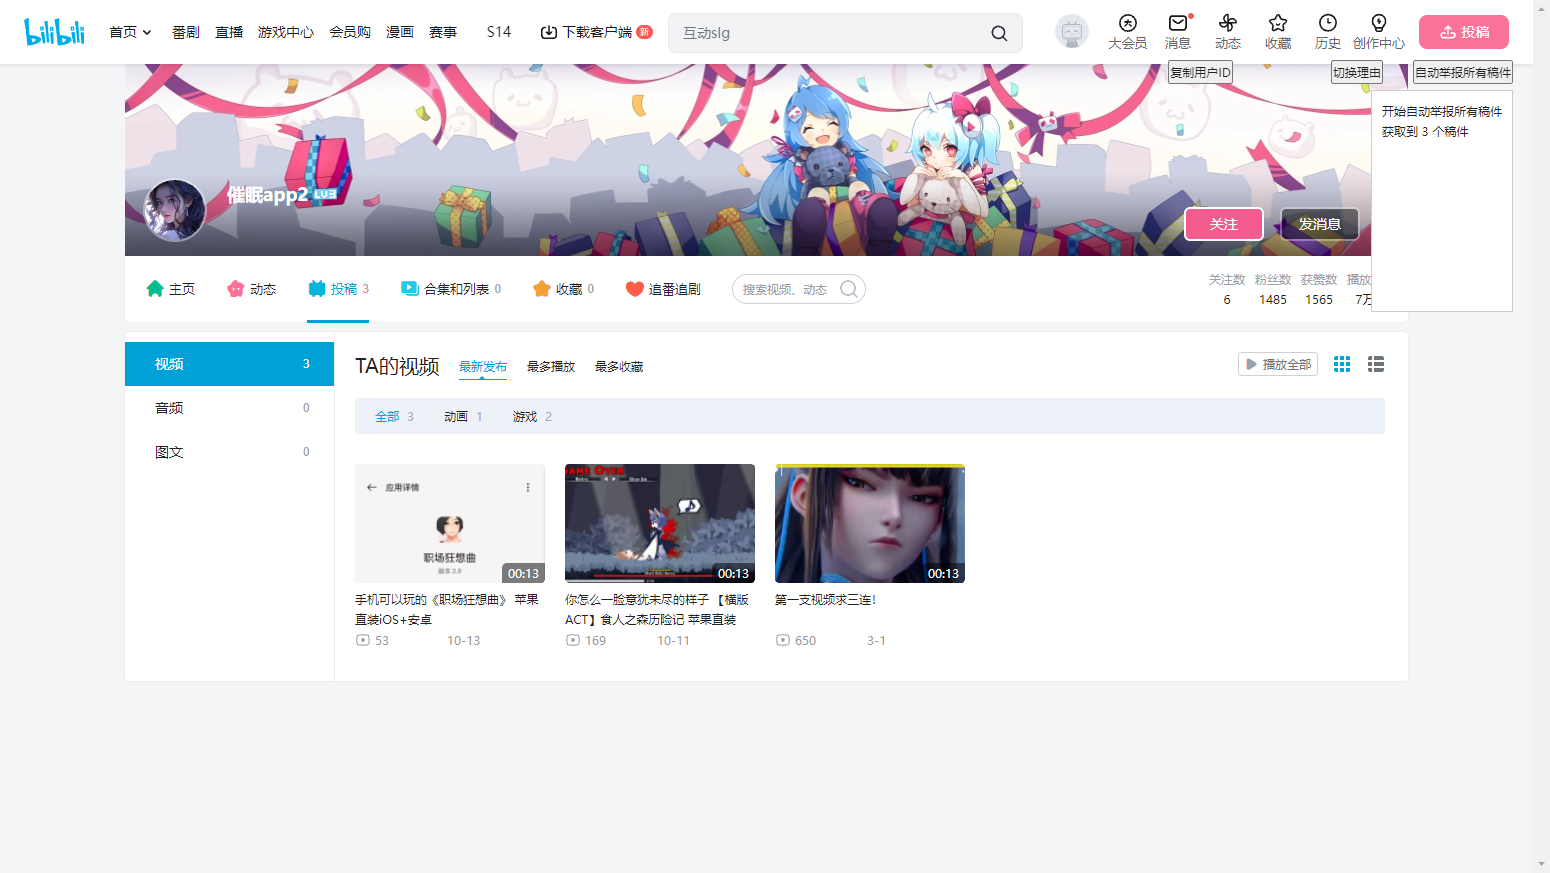 bilibili
首页
番剧
直播
游戏中心
会员购
漫画
赛事
S14
下载客户端 新
互动slg
大会员
消息
动态
收藏
历史
创作中心
投稿
复制用户ID
切换理由
自动举报所有稿件
开始自动举报所有稿件
获取到 3 个稿件
催眠app2 LV3
关注
发消息
主页
动态
投稿 3
合集和列表 0
收藏 0
追番追剧
搜索视频、动态
关注数 粉丝数 获赞数 播放
6 1485 1565 7万
视频 3
音频 0
图文 0
TA的视频
最新发布
最多播放
最多收藏
播放全部
全部 3
动画 1
游戏 2
应用详情
职场狂想曲
版本 2.0
00:13
GAME OVER
00:13
00:13
手机可以玩的《职场狂想曲》 苹果
直装iOS+安卓
53 10-13
你怎么一脸意犹未尽的样子 【横版
ACT】食人之森历险记 苹果直装
169 10-11
第一支视频求三连！
650 3-1